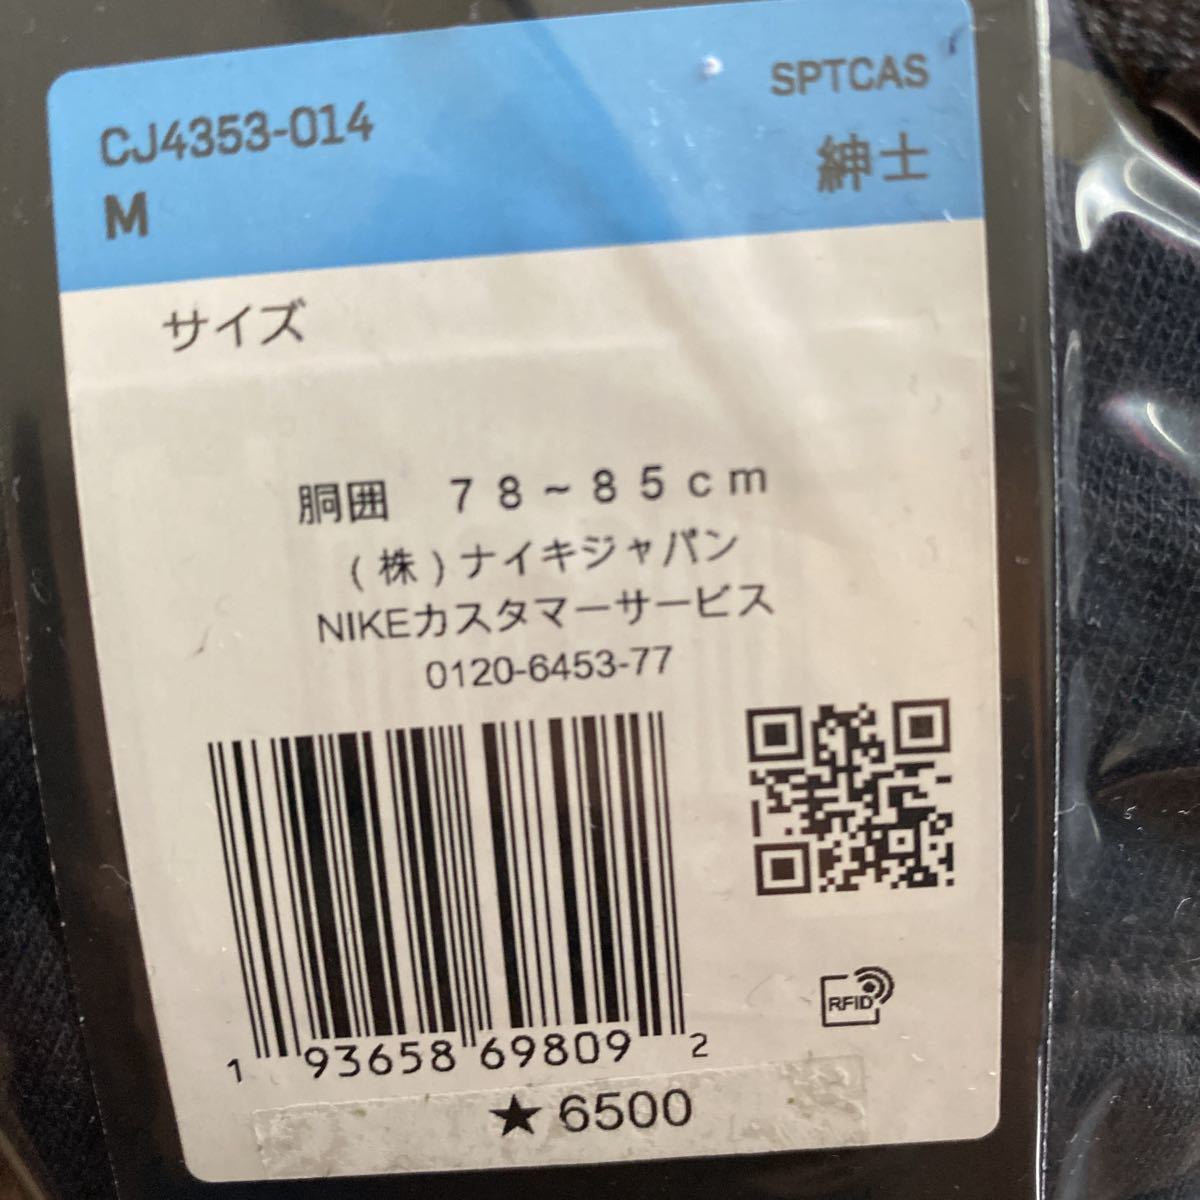 CJ4353-014
SPTCAS
M
紳士
サイズ
胴囲　７８~８５ｃｍ
(株)ナイキジャパン
NIKEカスタマーサービス
0120-6453-77
RFID
1 93658 69809 2
★6500